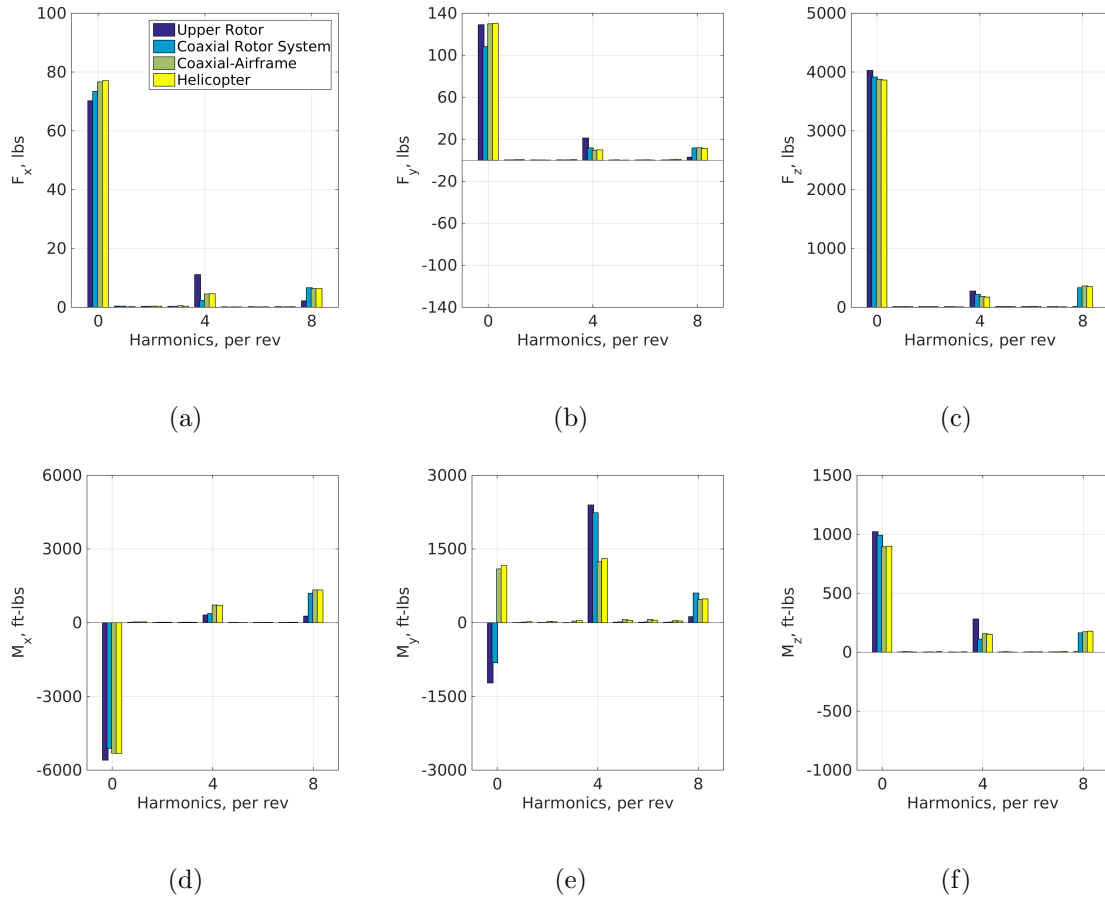 100
80
60
40
20
0
F_x, lbs
0 4 8
Harmonics, per rev
Upper Rotor
Coaxial Rotor System
Coaxial-Airframe
Helicopter
(a)
140
100
60
20
-20
-60
-100
-140
F_y, lbs
0 4 8
Harmonics, per rev
(b)
5000
4000
3000
2000
1000
0
F_z, lbs
0 4 8
Harmonics, per rev
(c)
6000
3000
0
-3000
-6000
M_x, ft-lbs
0 4 8
Harmonics, per rev
(d)
3000
1500
0
-1500
-3000
M_y, ft-lbs
0 4 8
Harmonics, per rev
(e)
1500
1000
500
0
-500
-1000
M_z, ft-lbs
0 4 8
Harmonics, per rev
(f)